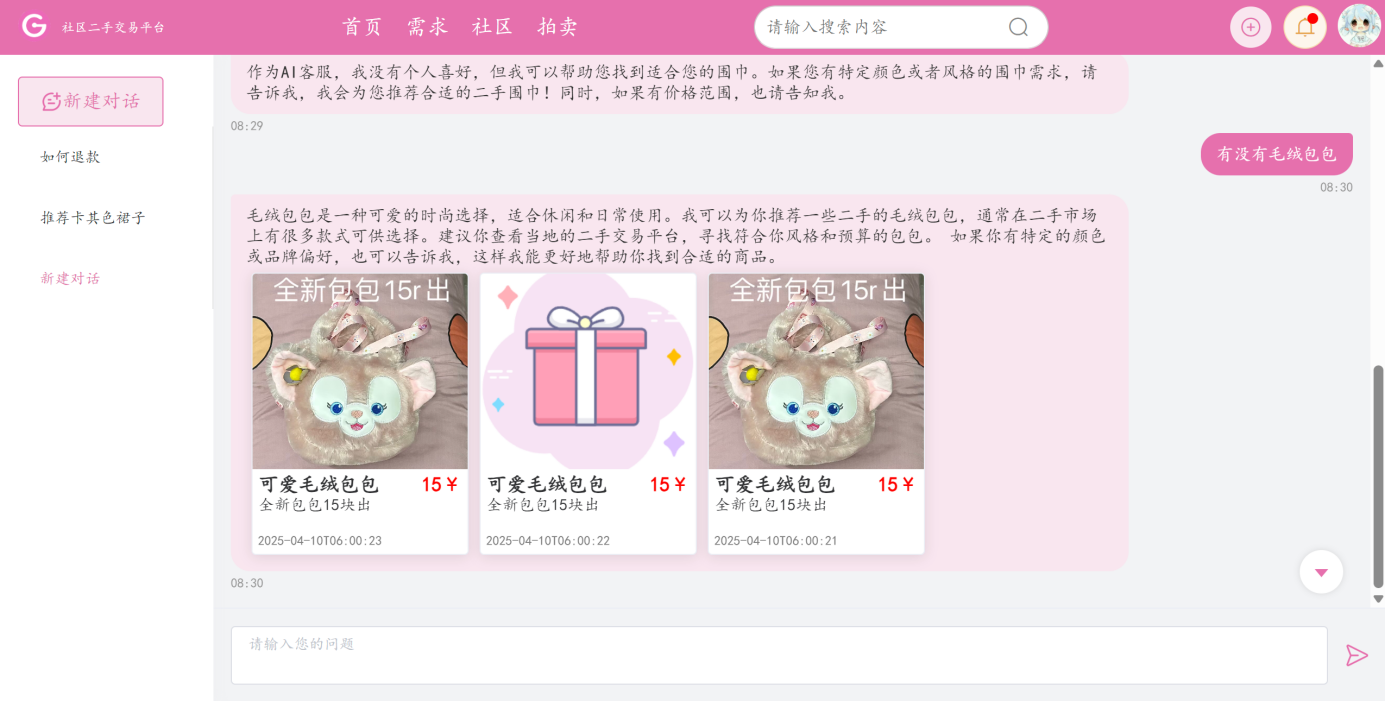 社区二手交易平台
首页 需求 社区 拍卖
请输入搜索内容
新建对话
如何退款
推荐卡其色裙子
新建对话
作为AI客服，我没有个人喜好，但我可以帮助您找到适合您的围巾。如果您有特定颜色或者风格的围巾需求，请
告诉我，我会为您推荐合适的二手围巾！同时，如果有价格范围，也请告知我。
08:29
有没有毛绒包包
08:30
毛绒包包是一种可爱的时尚选择，适合休闲和日常使用。我可以为你推荐一些二手的毛绒包包，通常在二手市场
上有很多款式可供选择。建议你查看当地的二手交易平台，寻找符合你风格和预算的包包。 如果你有特定的颜色
或品牌偏好，也可以告诉我，这样我能更好地帮助你找到合适的商品。
全新包包15r出
可爱毛绒包包 15￥
全新包包15块出
2025-04-10T06:00:23
可爱毛绒包包 15￥
全新包包15块出
2025-04-10T06:00:22
全新包包15r出
可爱毛绒包包 15￥
全新包包15块出
2025-04-10T06:00:21
08:30
请输入您的问题